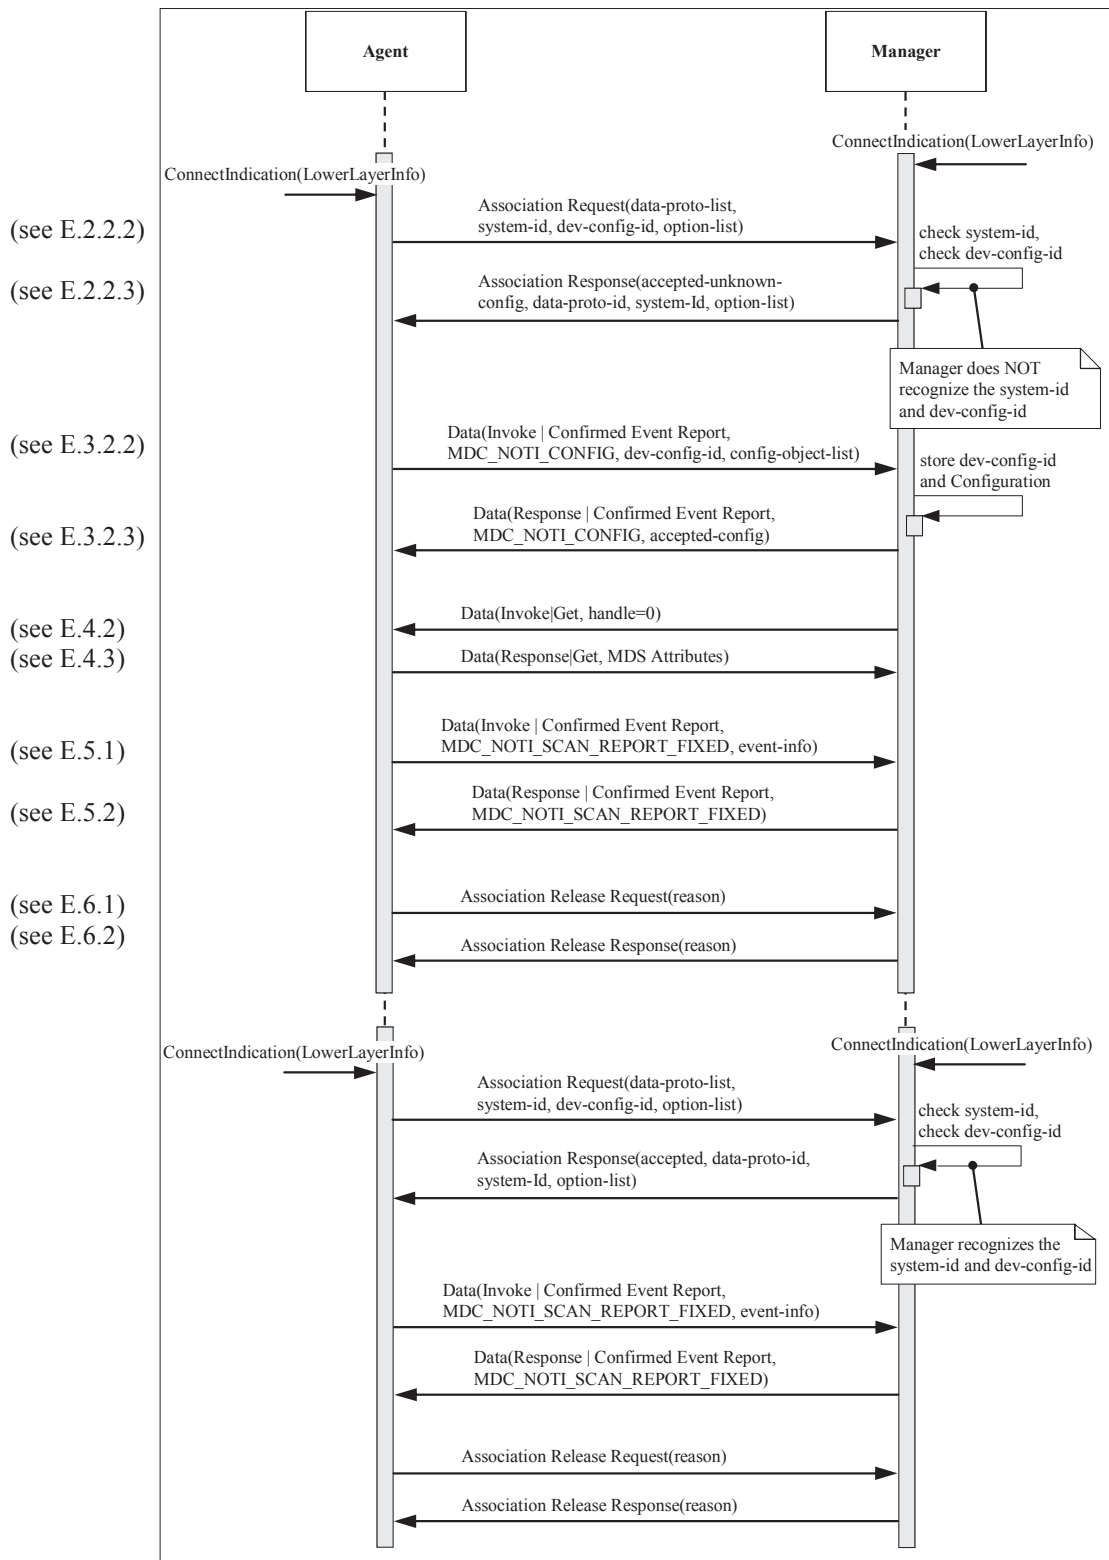 Agent
Manager
ConnectIndication(LowerLayerInfo)
ConnectIndication(LowerLayerInfo)
(see E.2.2.2)
Association Request(data-proto-list,
system-id, dev-config-id, option-list)
check system-id,
check dev-config-id
(see E.2.2.3)
Association Response(accepted-unknown-
config, data-proto-id, system-Id, option-list)
Manager does NOT
recognize the system-id
and dev-config-id
(see E.3.2.2)
Data(Invoke | Confirmed Event Report,
MDC_NOTI_CONFIG, dev-config-id, config-object-list)
store dev-config-id
and Configuration
(see E.3.2.3)
Data(Response | Confirmed Event Report,
MDC_NOTI_CONFIG, accepted-config)
(see E.4.2)
Data(Invoke|Get, handle=0)
(see E.4.3)
Data(Response|Get, MDS Attributes)
(see E.5.1)
Data(Invoke | Confirmed Event Report,
MDC_NOTI_SCAN_REPORT_FIXED, event-info)
(see E.5.2)
Data(Response | Confirmed Event Report,
MDC_NOTI_SCAN_REPORT_FIXED)
(see E.6.1)
Association Release Request(reason)
(see E.6.2)
Association Release Response(reason)
ConnectIndication(LowerLayerInfo)
ConnectIndication(LowerLayerInfo)
Association Request(data-proto-list,
system-id, dev-config-id, option-list)
check system-id,
check dev-config-id
Association Response(accepted, data-proto-id,
system-Id, option-list)
Manager recognizes the
system-id and dev-config-id
Data(Invoke | Confirmed Event Report,
MDC_NOTI_SCAN_REPORT_FIXED, event-info)
Data(Response | Confirmed Event Report,
MDC_NOTI_SCAN_REPORT_FIXED)
Association Release Request(reason)
Association Release Response(reason)